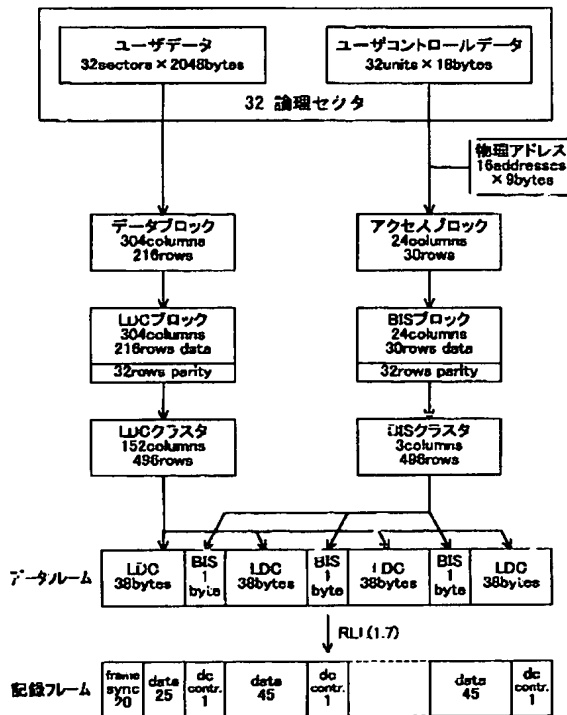 ユーザデータ
32sectors × 2048bytes
ユーザコントロールデータ
32units × 18bytes
32 論理セクタ
物理アドレス
16addresses
× 9bytes
データブロック
304columns
216rows
アクセスブロック
24columns
30rows
LDCブロック
304columns
216rows data
32rows parity
BISブロック
24columns
30rows data
32rows parity
LDCクラスタ
152columns
496rows
BISクラスタ
3columns
496rows
データルーム
LDC
38bytes
BIS
1
byte
LDC
38bytes
BIS
1
byte
LDC
38bytes
BIS
1
byte
LDC
38bytes
RLL(1.7)
記録フレーム
frame
sync
20
data
25
dc
contr.
1
data
45
dc
contr.
1
data
45
dc
contr.
1